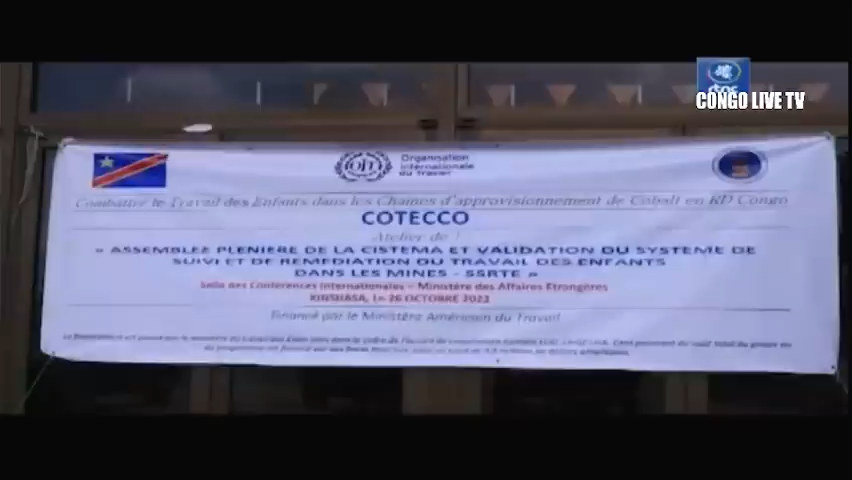 CONGO LIVE TV
OIT
Organisation
Internationale
du Travail
Combattre le Travail des Enfants dans les Chaines d'approvisionnement de Cobalt en RD Congo
COTECCO
Atelier de :
« ASSEMBLEE PLENIERE DE LA CISTEMA ET VALIDATION DU SYSTEME DE
SUIVI ET DE REMEDIATION DU TRAVAIL DES ENFANTS
DANS LES MINES - SSRTE »
Salle des Conferences Internationales – Ministère des Affaires Etrangères
KINSHASA, le 26 OCTOBRE 2022
Financé par le Ministère Américain du Travail